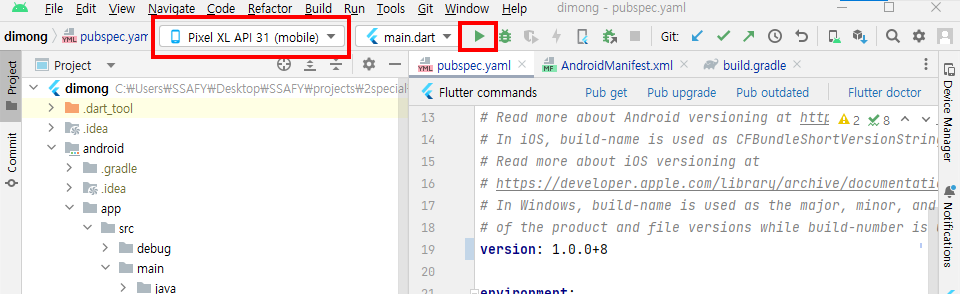 File Edit View Navigate Code Refactor Build Run Tools Git Window Help dimong - pubspec.yaml
dimong pubspec.yaml Pixel XL API 31 (mobile) main.dart Git:
Project
Project
Commit
dimong C:₩Users₩SSAFY₩Desktop₩SSAFY₩projects₩2special
.dart_tool
.idea
android
.gradle
.idea
app
src
debug
main
java
pubspec.yaml AndroidManifest.xml build.gradle
Flutter commands Pub get Pub upgrade Pub outdated Flutter doctor
13 # Read more about Android versioning at 2 8
14 # In iOS, build-name is used as CFBundleShortVersionString
15 # Read more about iOS versioning at
16 # https://developer.apple.com/library/archive/documentati
17 # In Windows, build-name is used as the major, minor, and
18 # of the product and file versions while build-number is
19 version: 1.0.0+8
20
21 environment:
Device Manager
Notifications